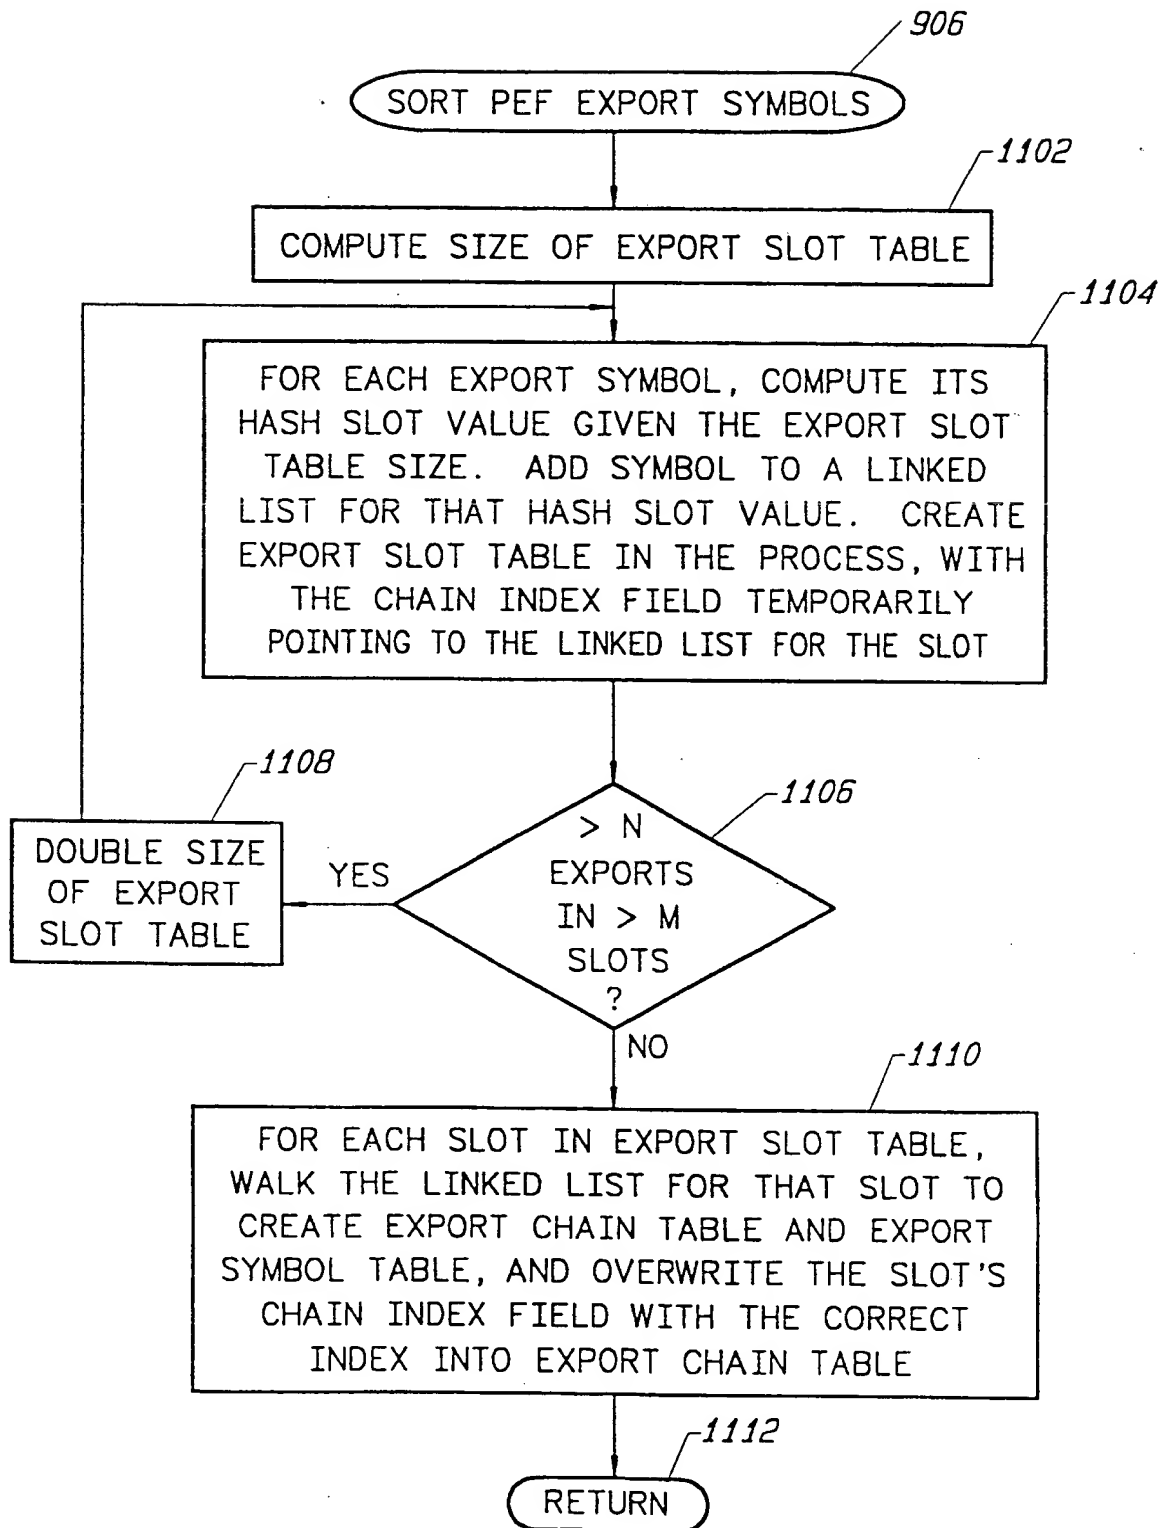 906
SORT PEF EXPORT SYMBOLS
1102
COMPUTE SIZE OF EXPORT SLOT TABLE
1104
FOR EACH EXPORT SYMBOL, COMPUTE ITS
HASH SLOT VALUE GIVEN THE EXPORT SLOT
TABLE SIZE. ADD SYMBOL TO A LINKED
LIST FOR THAT HASH SLOT VALUE. CREATE
EXPORT SLOT TABLE IN THE PROCESS, WITH
THE CHAIN INDEX FIELD TEMPORARILY
POINTING TO THE LINKED LIST FOR THE SLOT
1108
DOUBLE SIZE
OF EXPORT
SLOT TABLE
YES
1106
> N
EXPORTS
IN > M
SLOTS
?
NO
1110
FOR EACH SLOT IN EXPORT SLOT TABLE,
WALK THE LINKED LIST FOR THAT SLOT TO
CREATE EXPORT CHAIN TABLE AND EXPORT
SYMBOL TABLE, AND OVERWRITE THE SLOT'S
CHAIN INDEX FIELD WITH THE CORRECT
INDEX INTO EXPORT CHAIN TABLE
1112
RETURN